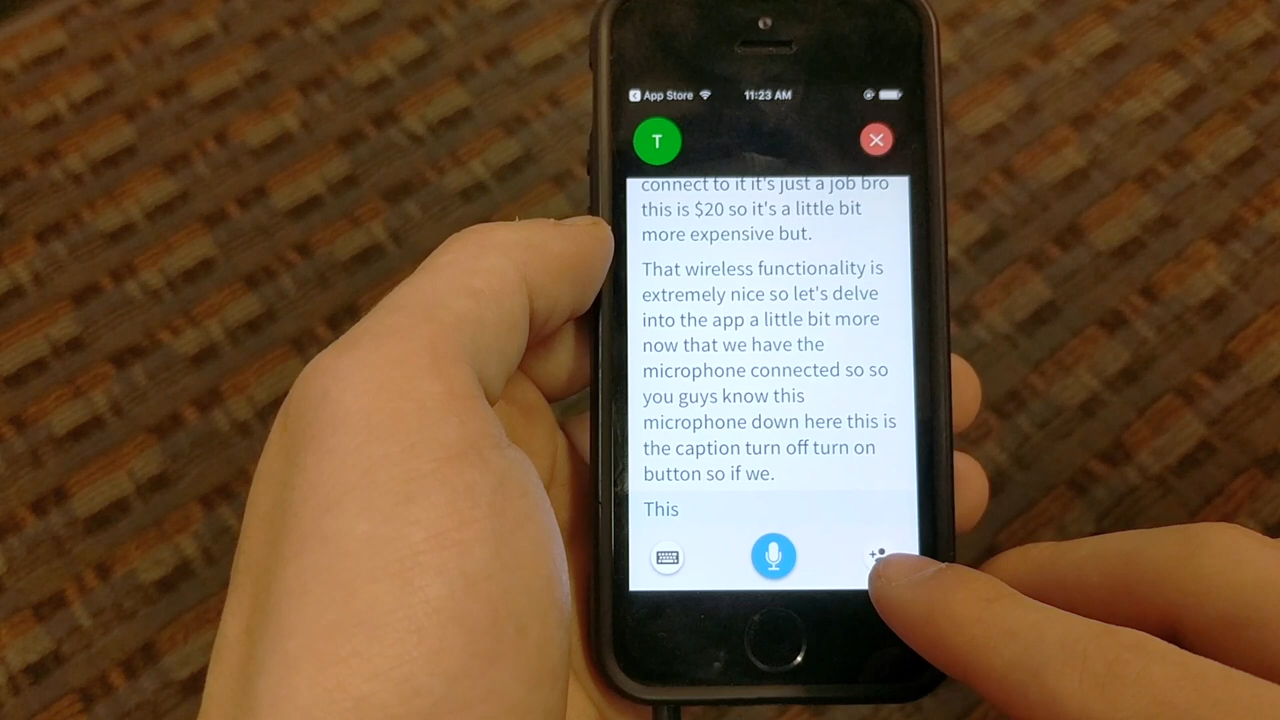 App Store 11:23 AM
T
connect to it it's just a job bro
this is $20 so it's a little bit
more expensive but.
That wireless functionality is
extremely nice so let's delve
into the app a little bit more
now that we have the
microphone connected so so
you guys know this
microphone down here this is
the caption turn off turn on
button so if we.
This